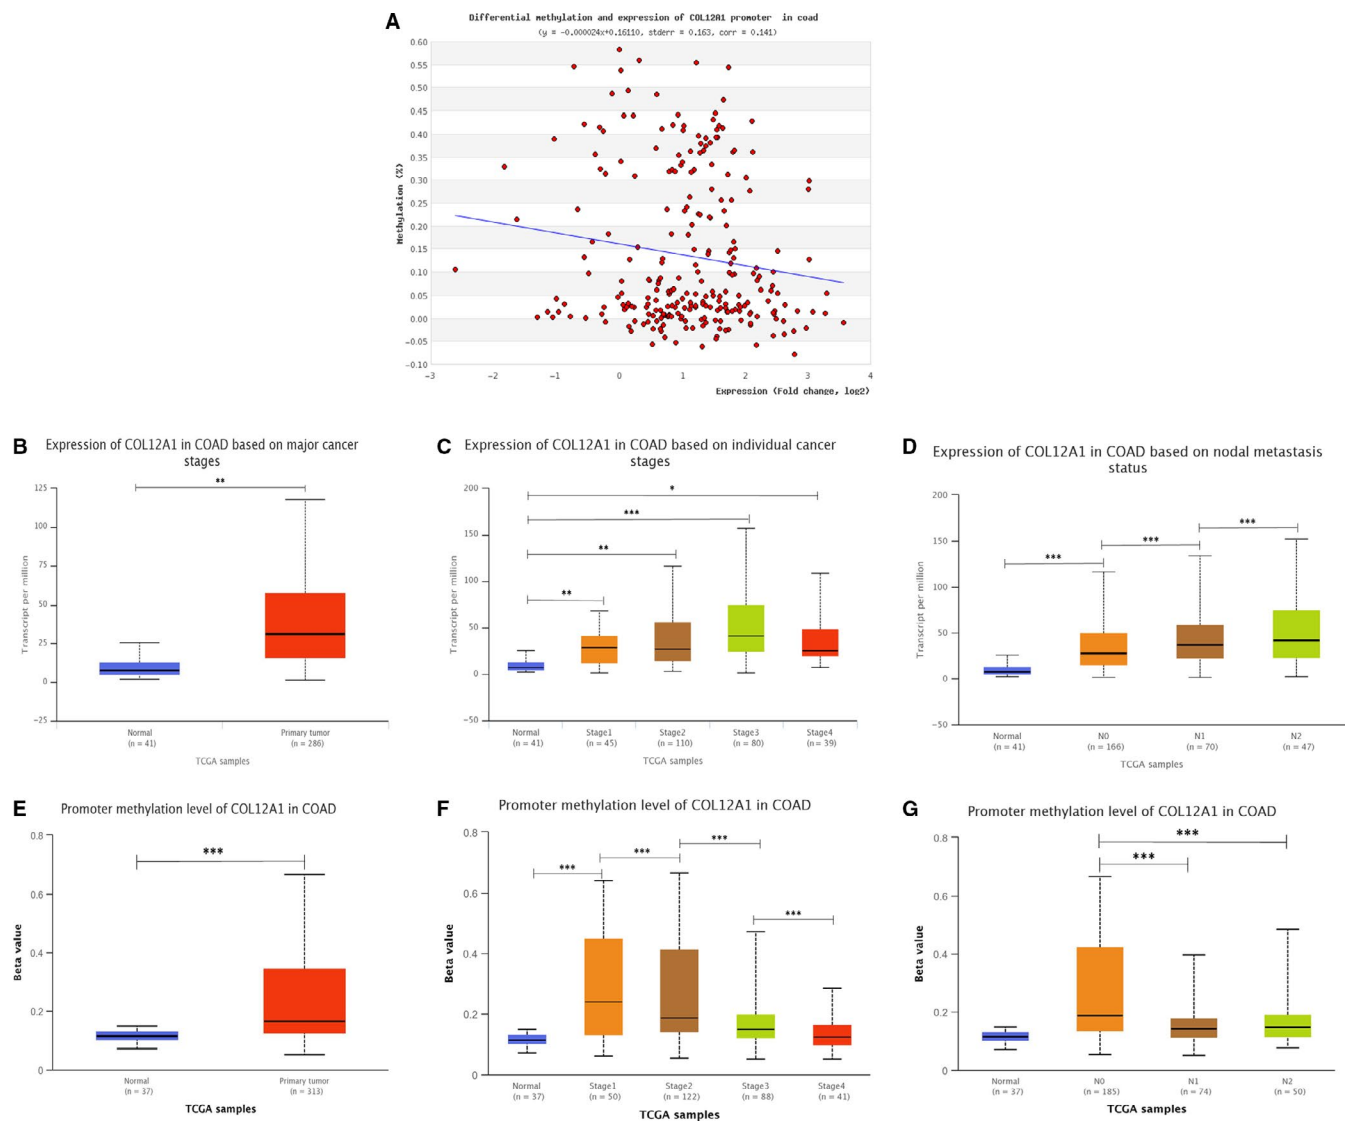 A
Differential methylation and expression of COL12A1 promoter in coad
(y = -0.000024x+0.16110, stderr = 0.163, corr = 0.141)
0.60
0.55
0.50
0.45
0.40
0.35
0.30
0.25
0.20
0.15
0.10
0.05
0.00
−0.05
−0.10
Methylation (%)
−3 −2 −1 0 1 2 3 4
Expression (Fold change, log2)
B
Expression of COL12A1 in COAD based on major cancer
stages
**
125
100
75
50
25
0
−25
Transcript per million
Normal Primary tumor
(n = 41) (n = 286)
TCGA samples
C
Expression of COL12A1 in COAD based on individual cancer
stages
*
***
**
**
200
150
100
50
0
−50
Transcript per million
Normal Stage1 Stage2 Stage3 Stage4
(n = 41) (n = 45) (n = 110) (n = 80) (n = 39)
TCGA samples
D
Expression of COL12A1 in COAD based on nodal metastasis
status
*** *** ***
200
150
100
50
0
−50
Transcript per million
Normal N0 N1 N2
(n = 41) (n = 166) (n = 70) (n = 47)
TCGA samples
E
Promoter methylation level of COL12A1 in COAD
***
0.8
0.6
0.4
0.2
0
Beta value
Normal Primary tumor
(n = 37) (n = 313)
TCGA samples
F
Promoter methylation level of COL12A1 in COAD
*** *** *** ***
0.8
0.6
0.4
0.2
0
Beta value
Normal Stage1 Stage2 Stage3 Stage4
(n = 37) (n = 50) (n = 122) (n = 88) (n = 41)
TCGA samples
G
Promoter methylation level of COL12A1 in COAD
***
***
0.8
0.6
0.4
0.2
0
Beta value
Normal N0 N1 N2
(n = 37) (n = 185) (n = 74) (n = 50)
TCGA samples